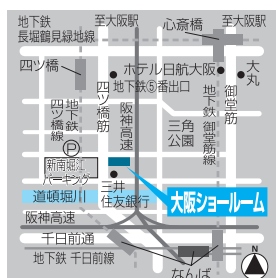 地下鉄
長堀鶴見緑地線
至大阪駅
心斎橋
至大阪駅
四ツ橋
ホテル日航大阪
地下鉄⑤番出口
大丸
地下鉄
四ツ橋線
四ツ橋筋
阪神高速
三角
公園
地下鉄 御堂筋線
御堂筋
P
新南堀江
パーキング
三井
住友銀行
道頓堀川
大阪ショールーム
阪神高速
千日前通
地下鉄 千日前線
なんば
N